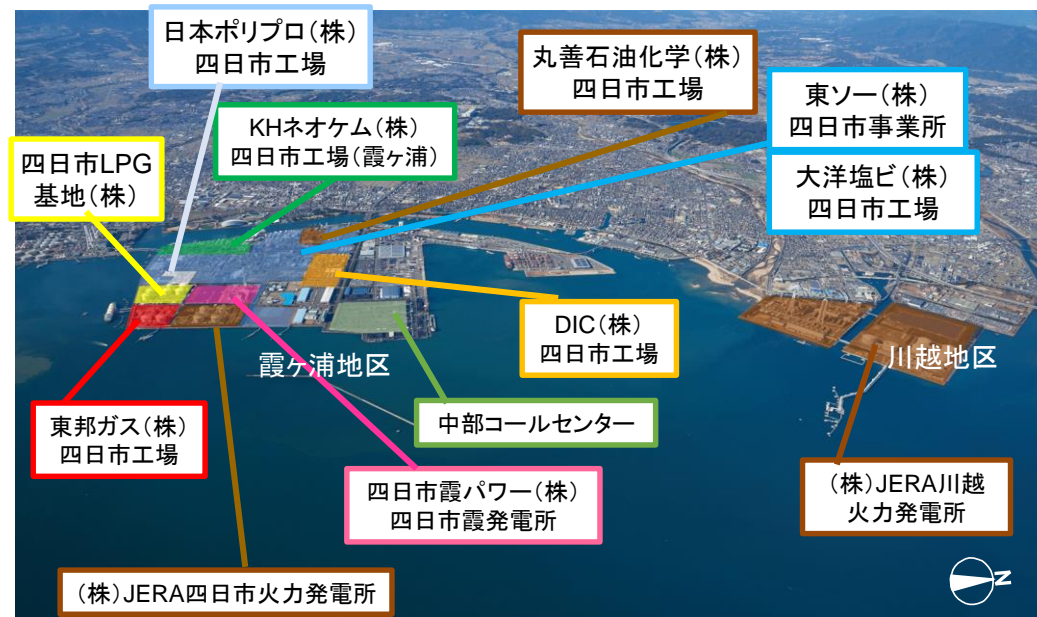 日本ポリプロ（株）
四日市工場
丸善石油化学（株）
四日市工場
東ソー（株）
四日市事業所
KHネオケム（株）
四日市工場（霞ヶ浦）
四日市LPG
基地（株）
大洋塩ビ（株）
四日市工場
DIC（株）
四日市工場
霞ヶ浦地区
川越地区
中部コールセンター
東邦ガス（株）
四日市工場
四日市霞パワー（株）
四日市霞発電所
（株）JERA川越
火力発電所
（株）JERA四日市火力発電所
N